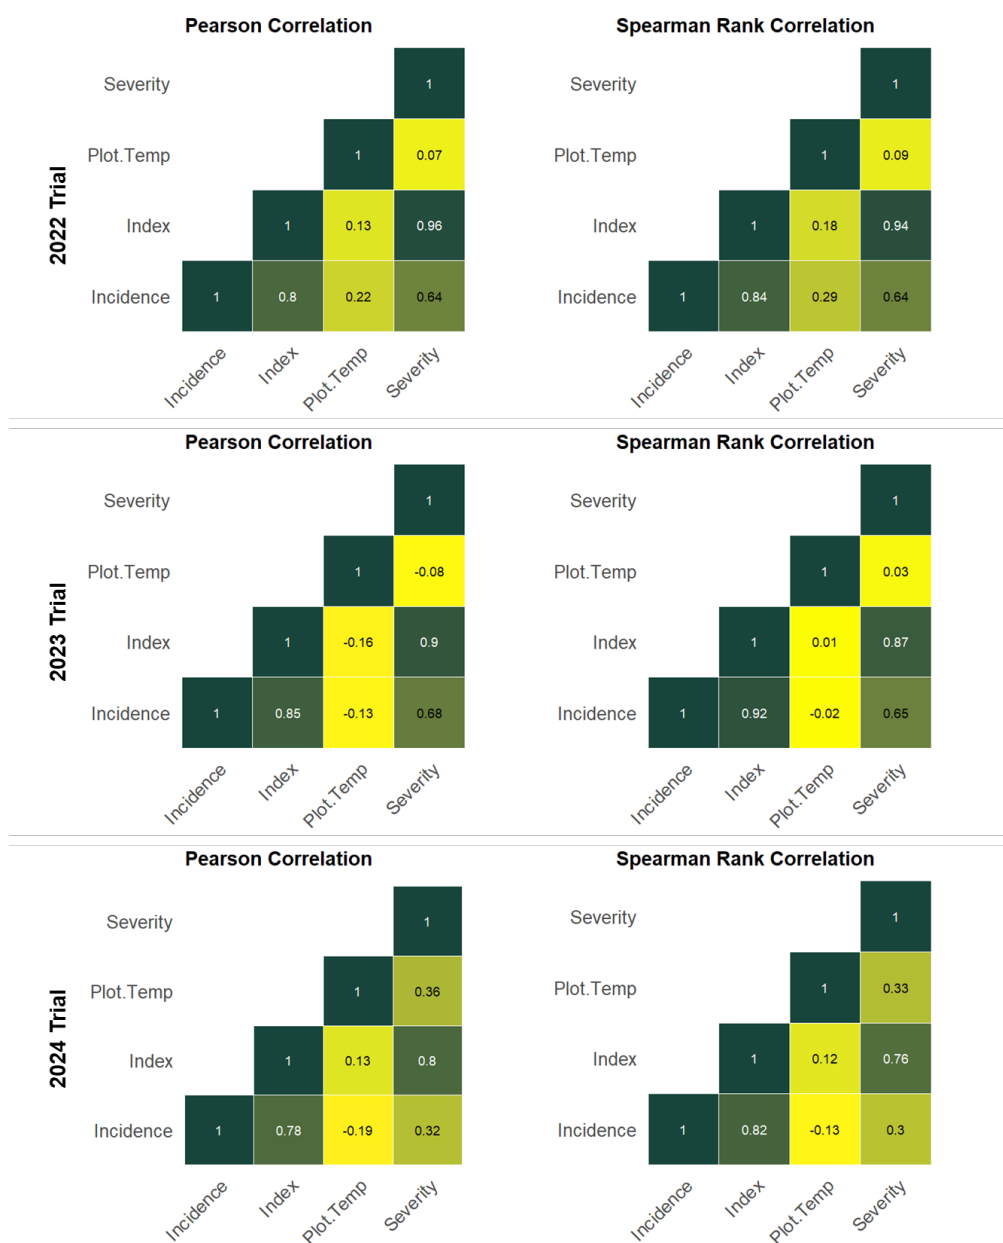 Pearson Correlation
Spearman Rank Correlation
2022 Trial
Severity 1
Plot.Temp 1 0.07
Index 1 0.13 0.96
Incidence 1 0.8 0.22 0.64
Incidence Index Plot.Temp Severity
Severity 1
Plot.Temp 1 0.09
Index 1 0.18 0.94
Incidence 1 0.84 0.29 0.64
Incidence Index Plot.Temp Severity
Pearson Correlation
Spearman Rank Correlation
2023 Trial
Severity 1
Plot.Temp 1 -0.08
Index 1 -0.16 0.9
Incidence 1 0.85 -0.13 0.68
Incidence Index Plot.Temp Severity
Severity 1
Plot.Temp 1 0.03
Index 1 0.01 0.87
Incidence 1 0.92 -0.02 0.65
Incidence Index Plot.Temp Severity
Pearson Correlation
Spearman Rank Correlation
2024 Trial
Severity 1
Plot.Temp 1 0.36
Index 1 0.13 0.8
Incidence 1 0.78 -0.19 0.32
Incidence Index Plot.Temp Severity
Severity 1
Plot.Temp 1 0.33
Index 1 0.12 0.76
Incidence 1 0.82 -0.13 0.3
Incidence Index Plot.Temp Severity